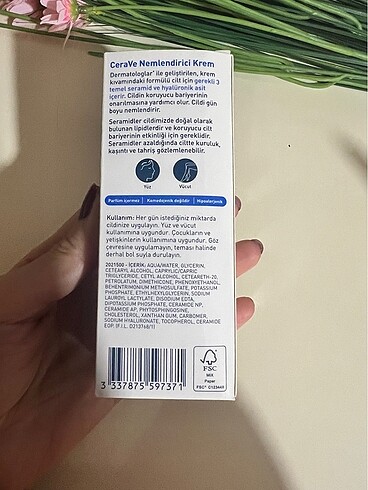 CeraVe Nemlendirici Krem
Dermatologlar* ile geliştirilen, krem
kıvamındaki formülü cilt için gerekli 3
temel seramid ve hyalüronik asit
içerir. Cildin koruyucu bariyerinin
onarılmasına yardımcı olur. Cildi gün
boyu nemlendirir.
Seramidler cildimizde doğal olarak
bulunan lipidlerdir ve koruyucu cilt
bariyerinin etkinliği için gereklidir.
Seramidler azaldığında ciltte kuruluk,
kaşıntı ve tahriş gözlemlenebilir.
Yüz Vücut
Parfüm içermez | Komedojenik değildir | Hipoalerjenik
Kullanım: Her gün istediğiniz miktarda
cildinize uygulayın. Yüz ve vücut
kullanımına uygundur. Çocukların ve
yetişkinlerin kullanımına uygundur. Göz
çevresine uygulamayın, teması halinde
derhal bol suyla durulayın.
2021500 - İÇERİK: AQUA/WATER, GLYCERIN,
CETEARYL ALCOHOL, CAPRYLIC/CAPRIC
TRIGLYCERIDE, CETYL ALCOHOL, CETEARETH-20,
PETROLATUM, DIMETHICONE, PHENOXYETHANOL,
BEHENTRIMONIUM METHOSULFATE, POTASSIUM
PHOSPHATE, ETHYLHEXYLGLYCERIN, SODIUM
LAUROYL LACTYLATE, DISODIUM EDTA,
DIPOTASSIUM PHOSPHATE, CERAMIDE NP,
CERAMIDE AP, PHYTOSPHINGOSINE,
CHOLESTEROL, XANTHAN GUM, CARBOMER,
SODIUM HYALURONATE, TOCOPHEROL, CERAMIDE
EOP. (F.I.L. D213768/1)
3 337875 597371
FSC
MIX
Paper
FSC™ C123449